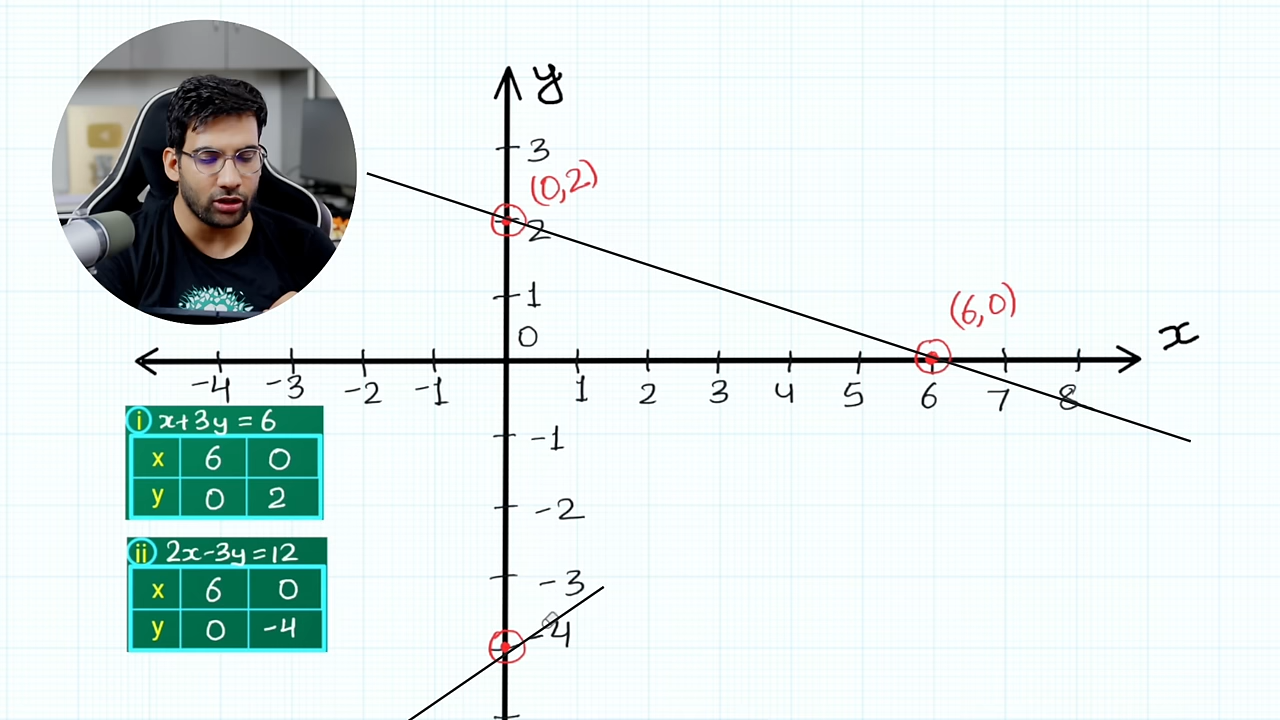 y
3
(0,2)
2
1
0
(6,0)
x
-4 -3 -2 -1 1 2 3 4 5 6 7 8
-1
-2
-3
-4
i x+3y=6
x 6 0
y 0 2
ii 2x-3y=12
x 6 0
y 0 -4